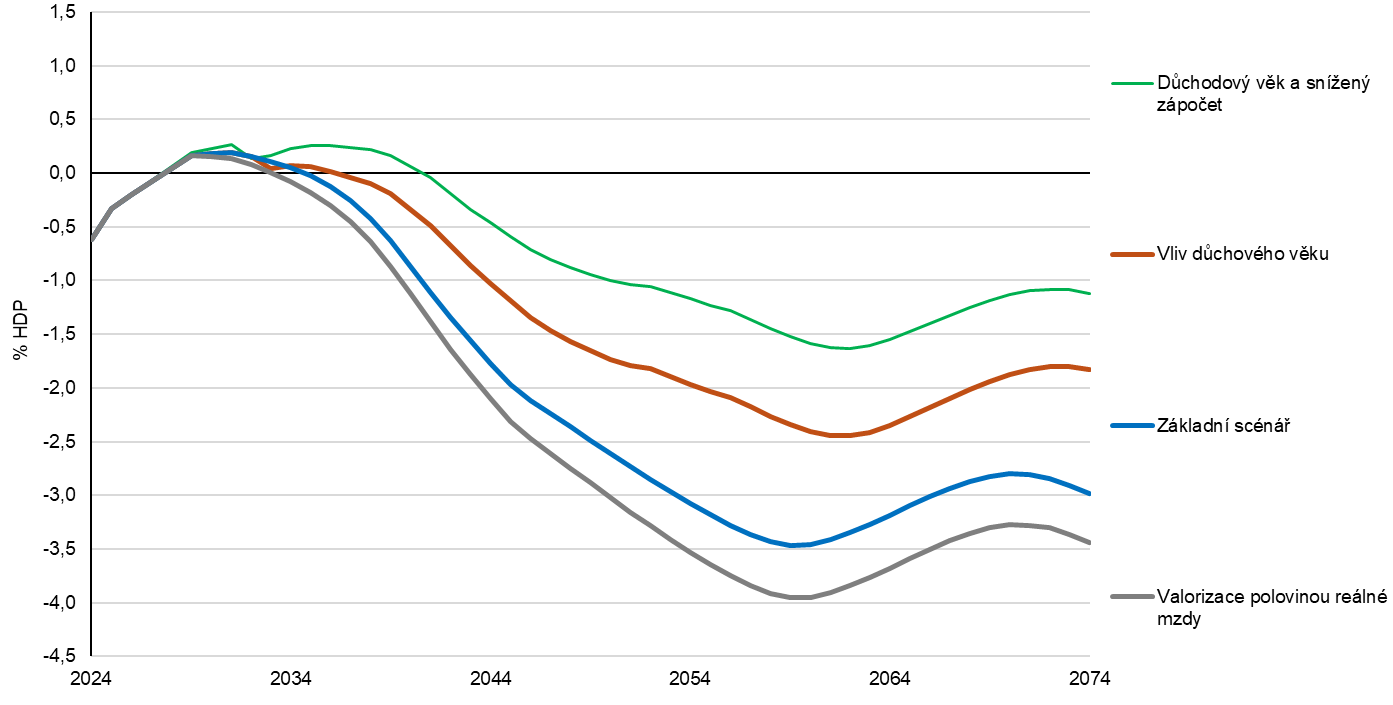 1,5
1,0
0,5
0,0
-0,5
-1,0
-1,5
-2,0
-2,5
-3,0
-3,5
-4,0
-4,5
% HDP
2024
2034
2044
2054
2064
2074
Důchodový věk a snížený
zápočet
Vliv důchového věku
Základní scénář
Valorizace polovinou reálné
mzdy